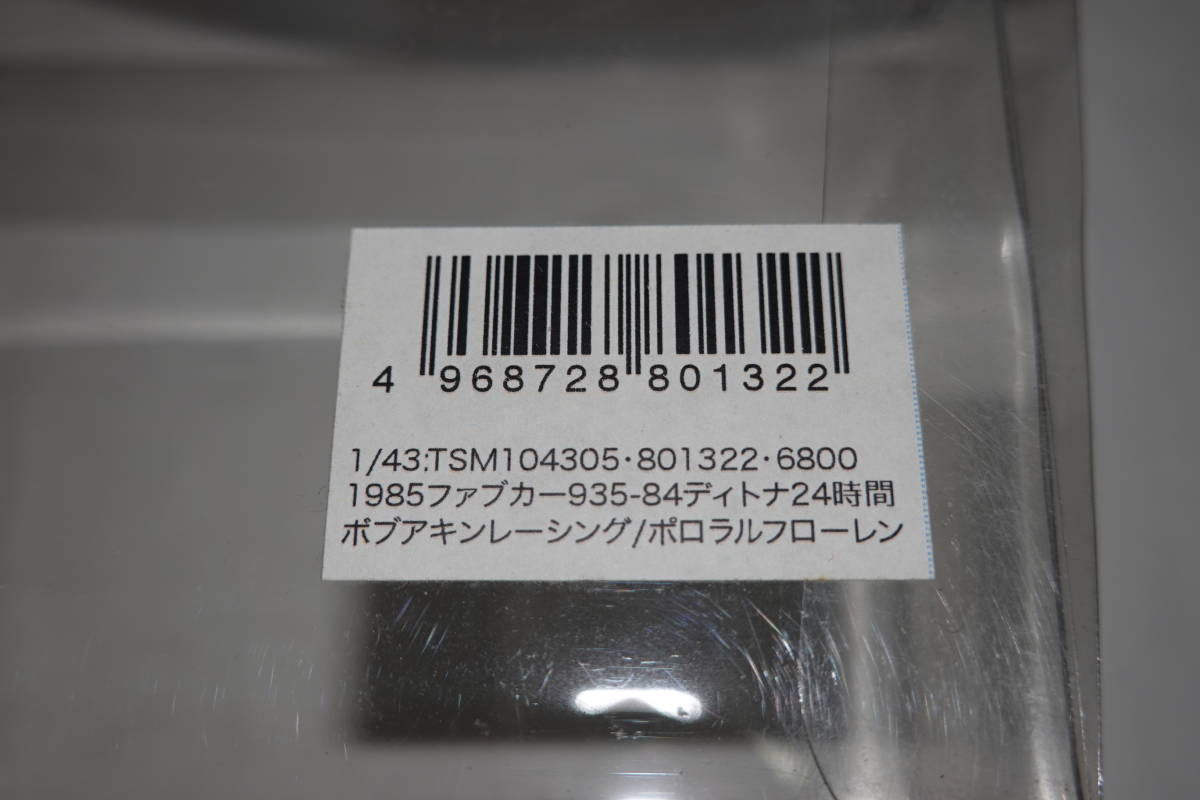 4 968728 801322
1/43:TSM104305・801322・6800
1985ファブカー935-84ディトナ24時間
ボブアキンレーシング/ポロラルフローレン